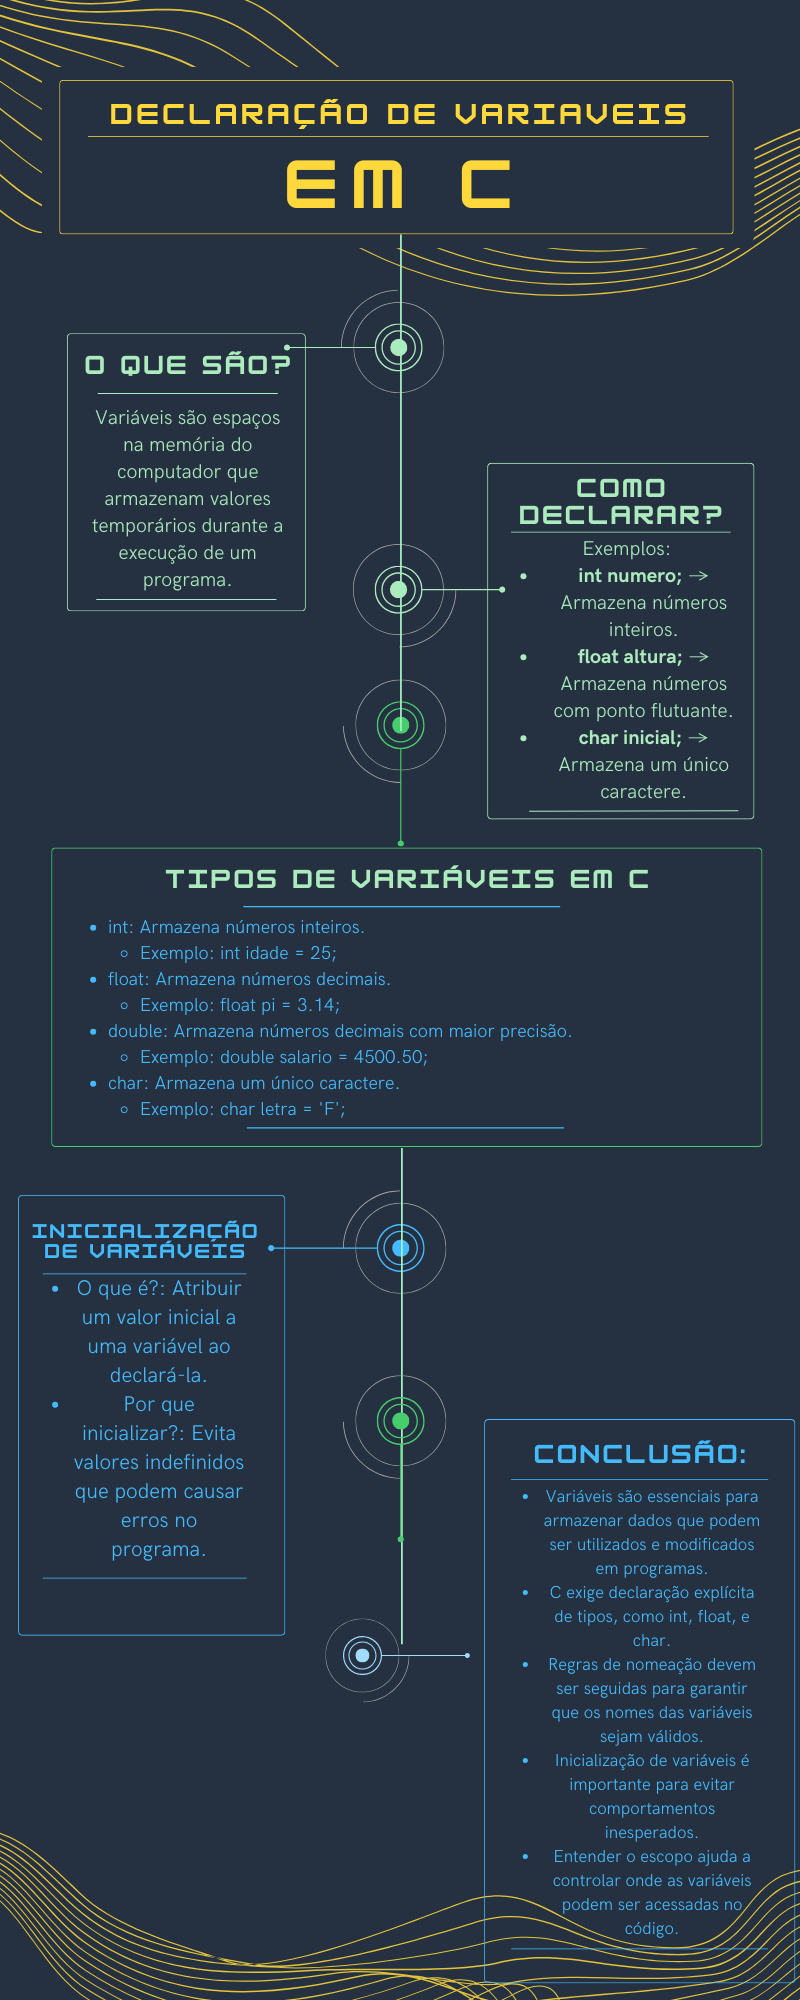 DECLARAÇÃO DE VARIAVEIS
EM C
O QUE SÃO?
Variáveis são espaços
na memória do
computador que
armazenam valores
temporários durante a
execução de um
programa.
COMO
DECLARAR?
Exemplos:
• int numero; →
Armazena números
inteiros.
• float altura; →
Armazena números
com ponto flutuante.
• char inicial; →
Armazena um único
caractere.
TIPOS DE VARIÁVEIS EM C
• int: Armazena números inteiros.
◦ Exemplo: int idade = 25;
• float: Armazena números decimais.
◦ Exemplo: float pi = 3.14;
• double: Armazena números decimais com maior precisão.
◦ Exemplo: double salario = 4500.50;
• char: Armazena um único caractere.
◦ Exemplo: char letra = 'F';
INICIALIZAÇÃO
DE VARIÁVEIS
• O que é?: Atribuir
um valor inicial a
uma variável ao
declará-la.
• Por que
inicializar?: Evita
valores indefinidos
que podem causar
erros no
programa.
CONCLUSÃO:
• Variáveis são essenciais para
armazenar dados que podem
ser utilizados e modificados
em programas.
• C exige declaração explícita
de tipos, como int, float, e
char.
• Regras de nomeação devem
ser seguidas para garantir
que os nomes das variáveis
sejam válidos.
• Inicialização de variáveis é
importante para evitar
comportamentos
inesperados.
• Entender o escopo ajuda a
controlar onde as variáveis
podem ser acessadas no
código.